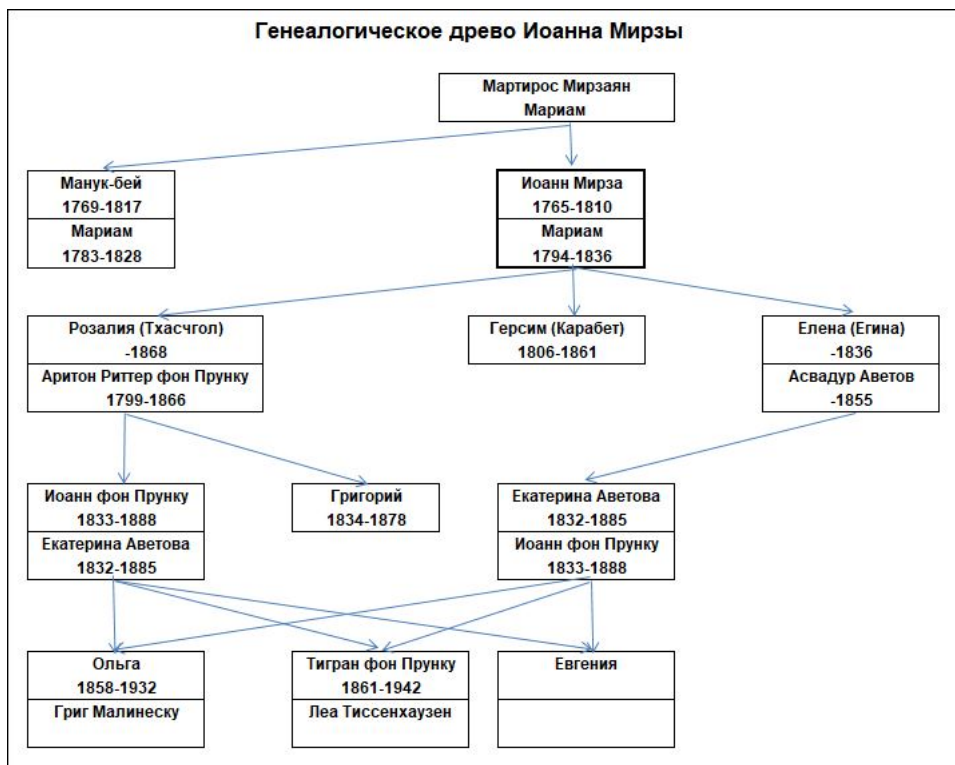 Генеалогическое древо Иоанна Мирзы
Мартирос Мирзаян
Мариам
Манук-бей
1769-1817
Мариам
1783-1828
Иоанн Мирза
1765-1810
Мариам
1794-1836
Розалия (Тхасчгол)
-1868
Аритон Риттер фон Прунку
1799-1866
Герсим (Карабет)
1806-1861
Елена (Егина)
-1836
Асвадур Аветов
-1855
Иоанн фон Прунку
1833-1888
Екатерина Аветова
1832-1885
Григорий
1834-1878
Екатерина Аветова
1832-1885
Иоанн фон Прунку
1833-1888
Ольга
1858-1932
Григ Малинеску
Тигран фон Прунку
1861-1942
Леа Тиссенхаузен
Евгения